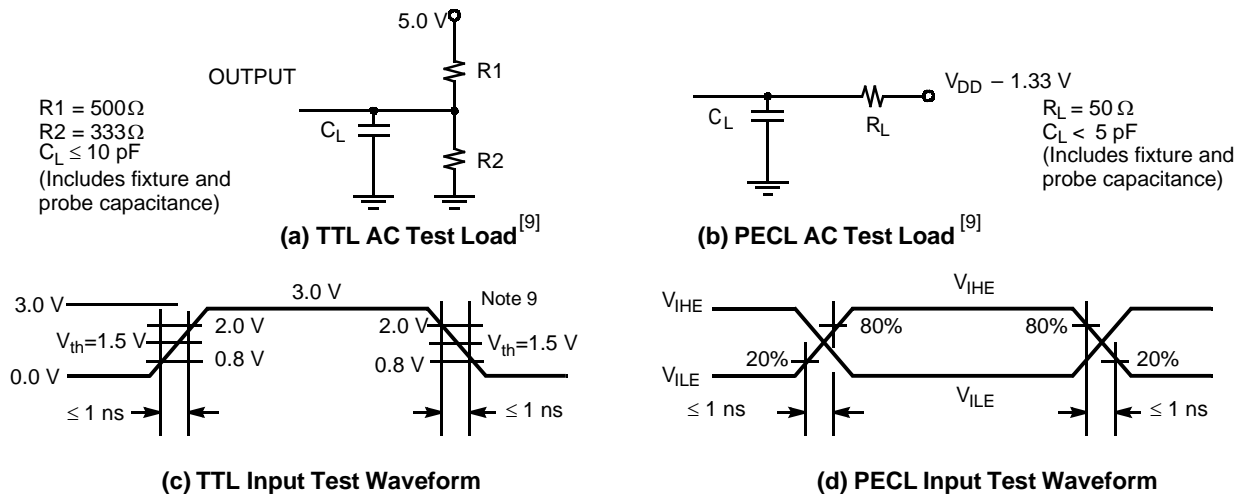 5.0 V
OUTPUT
R1
R1 = 500Ω
R2 = 333Ω
C_L ≤ 10 pF
(Includes fixture and
probe capacitance)
C_L
R2
(a) TTL AC Test Load[9]
V_DD – 1.33 V
C_L
R_L
R_L = 50 Ω
C_L < 5 pF
(Includes fixture and
probe capacitance)
(b) PECL AC Test Load[9]
3.0 V
3.0 V
Note 9
2.0 V
2.0 V
V_th=1.5 V
V_th=1.5 V
0.8 V
0.8 V
0.0 V
≤ 1 ns
≤ 1 ns
(c) TTL Input Test Waveform
V_IHE
V_IHE
80%
80%
20%
20%
V_ILE
V_ILE
≤ 1 ns
≤ 1 ns
(d) PECL Input Test Waveform